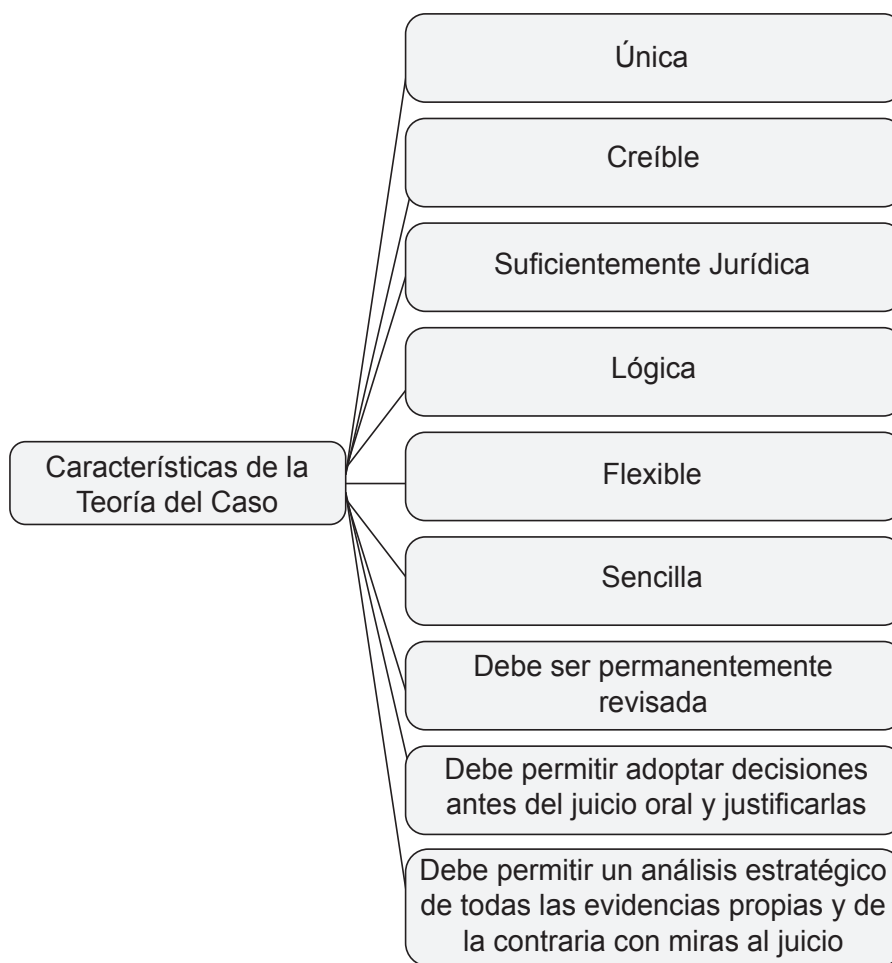 Características de la
Teoría del Caso
Única
Creíble
Suficientemente Jurídica
Lógica
Flexible
Sencilla
Debe ser permanentemente
revisada
Debe permitir adoptar decisiones
antes del juicio oral y justificarlas
Debe permitir un análisis estratégico
de todas las evidencias propias y de
la contraria con miras al juicio